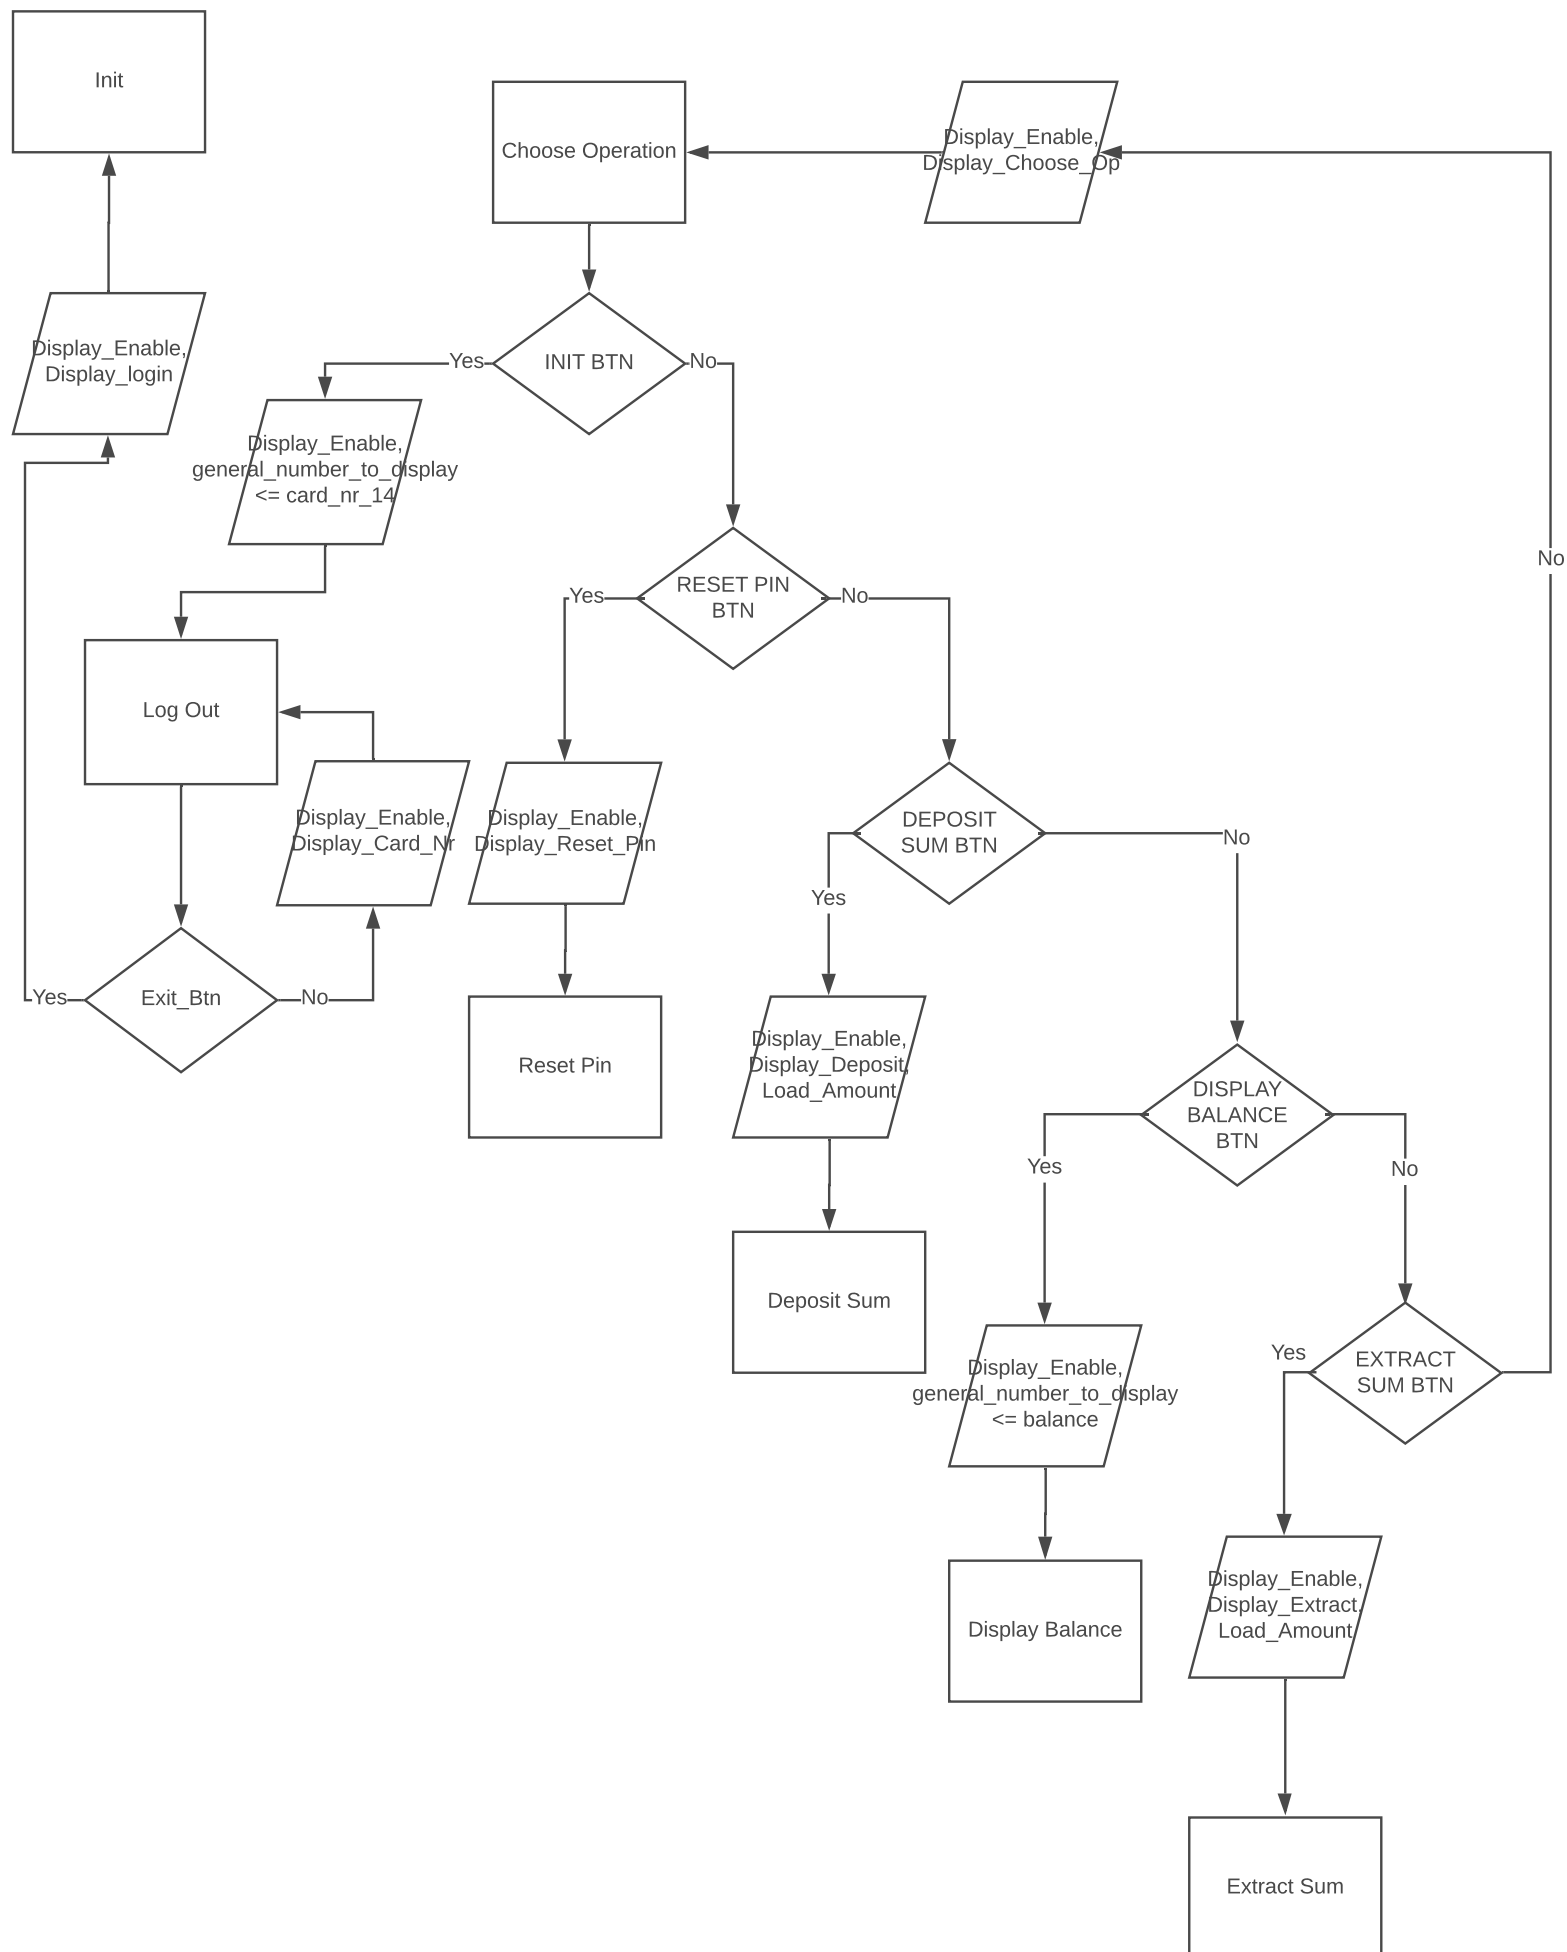 Init
Choose Operation
Display_Enable,
Display_Choose_Op
Display_Enable,
Display_login
Yes
INIT BTN
No
Display_Enable,
general_number_to_display
<= card_nr_14
No
Yes
RESET PIN
BTN
No
Log Out
Display_Enable,
Display_Card_Nr
Display_Enable,
Display_Reset_Pin
DEPOSIT
SUM BTN
No
Yes
Yes
Exit_Btn
No
Reset Pin
Display_Enable,
Display_Deposit,
Load_Amount
DISPLAY
BALANCE
BTN
Yes
No
Deposit Sum
Yes
EXTRACT
SUM BTN
Display_Enable,
general_number_to_display
<= balance
Display Balance
Display_Enable,
Display_Extract,
Load_Amount
Extract Sum